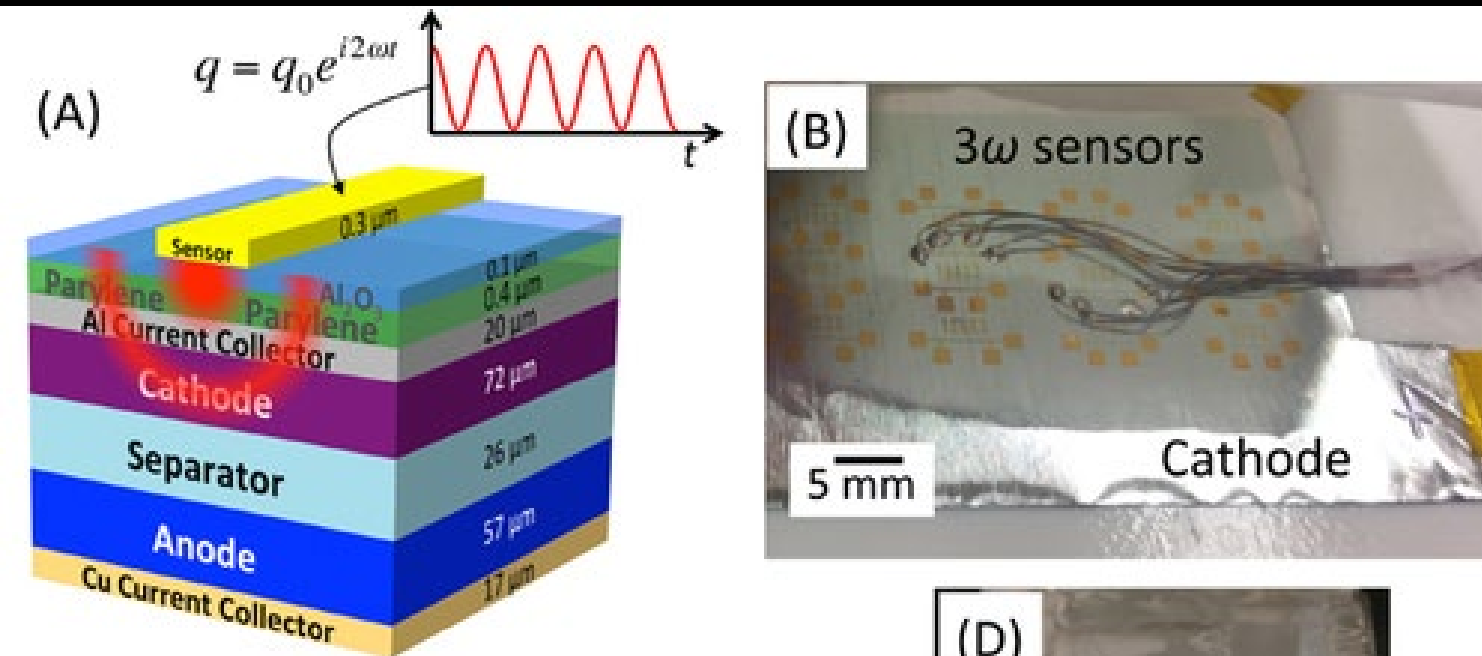 q = q₀e^{i2ωt}
(A)
t
0.3 μm
Sensor
0.1 μm
Al₂O₃
Parylene
Parylene
0.4 μm
Al Current Collector
20 μm
Cathode
72 μm
Separator
26 μm
Anode
57 μm
Cu Current Collector
17 μm
(B)
3ω sensors
Cathode
5 mm
(D)